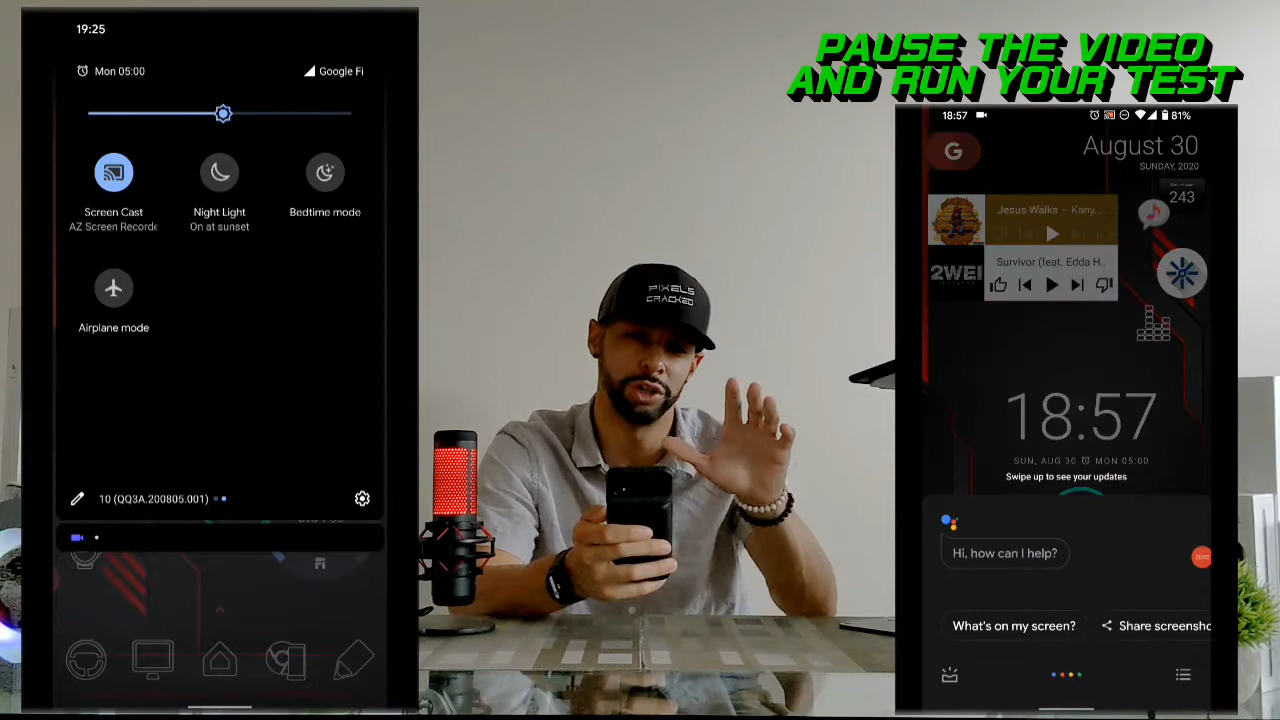 19:25
Mon 05:00
Google Fi
Screen Cast
AZ Screen Recorde
Night Light
On at sunset
Bedtime mode
Airplane mode
10 (QQ3A.200805.001)
PIXELS
CRACKED
PAUSE THE VIDEO
AND RUN YOUR TEST
18:57
81%
G
August 30
SUNDAY, 2020
243
Jesus Walks – Kany...
2WEI
Survivor (feat. Edda H..
18:57
SUN, AUG 30 MON 05:00
Swipe up to see your updates
Hi, how can I help?
What's on my screen?
Share screensho